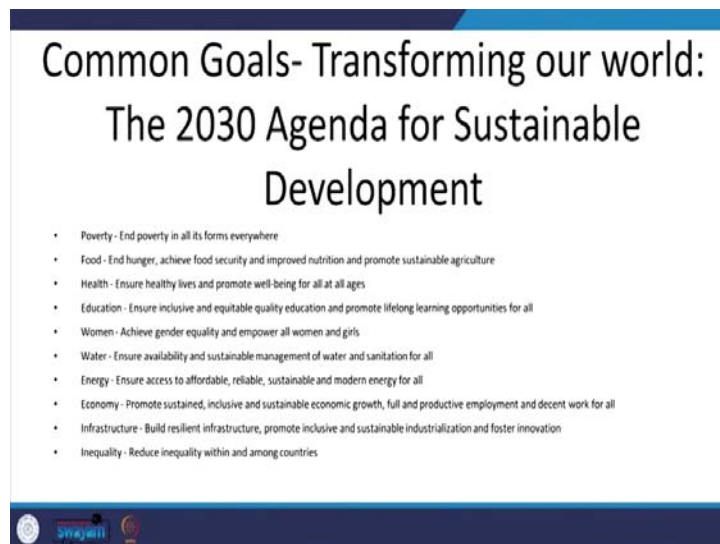 Common Goals- Transforming our world:
The 2030 Agenda for Sustainable
Development
• Poverty - End poverty in all its forms everywhere
• Food - End hunger, achieve food security and improved nutrition and promote sustainable agriculture
• Health - Ensure healthy lives and promote well-being for all at all ages
• Education - Ensure inclusive and equitable quality education and promote lifelong learning opportunities for all
• Women - Achieve gender equality and empower all women and girls
• Water - Ensure availability and sustainable management of water and sanitation for all
• Energy - Ensure access to affordable, reliable, sustainable and modern energy for all
• Economy - Promote sustained, inclusive and sustainable economic growth, full and productive employment and decent work for all
• Infrastructure - Build resilient infrastructure, promote inclusive and sustainable industrialization and foster innovation
• Inequality - Reduce inequality within and among countries
swayam